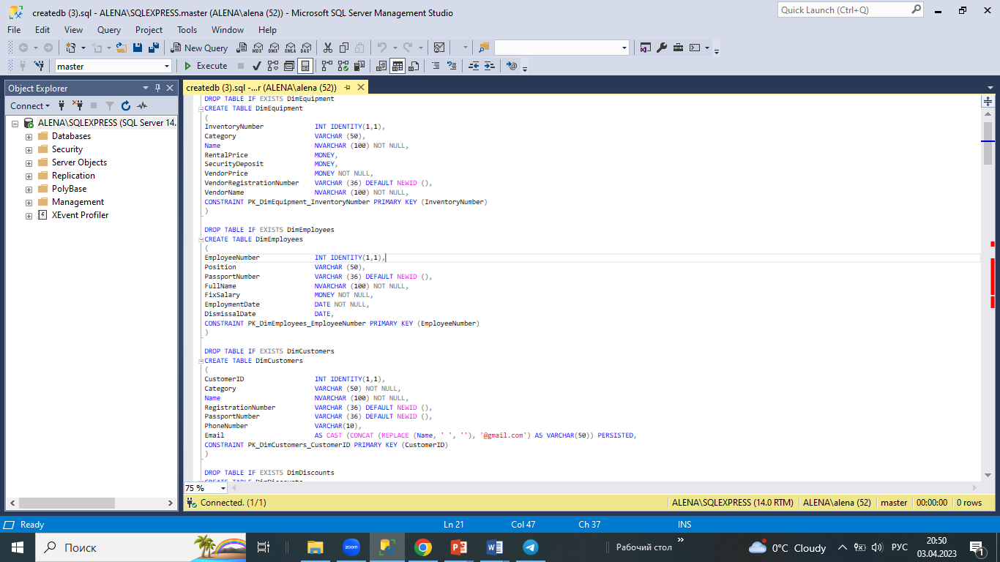 createdb (3).sql - ALENA\SQLEXPRESS.master (ALENA\alena (52)) - Microsoft SQL Server Management Studio
Quick Launch (Ctrl+Q)
File Edit View Query Project Tools Window Help
New Query MDX DMX XMLA DAX
master Execute
Object Explorer
Connect
ALENA\SQLEXPRESS (SQL Server 14.
Databases
Security
Server Objects
Replication
PolyBase
Management
XEvent Profiler
createdb (3).sql -...r (ALENA\alena (52))
DROP TABLE IF EXISTS DimEquipment
CREATE TABLE DimEquipment
(
InventoryNumber INT IDENTITY(1,1),
Category VARCHAR (50),
Name NVARCHAR (100) NOT NULL,
RentalPrice MONEY,
SecurityDeposit MONEY,
VendorPrice MONEY NOT NULL,
VendorRegistrationNumber VARCHAR (36) DEFAULT NEWID (),
VendorName NVARCHAR (100) NOT NULL,
CONSTRAINT PK_DimEquipment_InventoryNumber PRIMARY KEY (InventoryNumber)
)
DROP TABLE IF EXISTS DimEmployees
CREATE TABLE DimEmployees
(
EmployeeNumber INT IDENTITY(1,1),
Position VARCHAR (50),
PassportNumber VARCHAR (36) DEFAULT NEWID (),
FullName NVARCHAR (100) NOT NULL,
FixSalary MONEY NOT NULL,
EmploymentDate DATE NOT NULL,
DismissalDate DATE,
CONSTRAINT PK_DimEmployees_EmployeeNumber PRIMARY KEY (EmployeeNumber)
)
DROP TABLE IF EXISTS DimCustomers
CREATE TABLE DimCustomers
(
CustomerID INT IDENTITY(1,1),
Category VARCHAR (50) NOT NULL,
Name NVARCHAR (100) NOT NULL,
RegistrationNumber VARCHAR (36) DEFAULT NEWID (),
PassportNumber VARCHAR (36) DEFAULT NEWID (),
PhoneNumber VARCHAR(10),
Email AS CAST (CONCAT (REPLACE (Name, ' ', ''), '@gmail.com') AS VARCHAR(50)) PERSISTED,
CONSTRAINT PK_DimCustomers_CustomerID PRIMARY KEY (CustomerID)
)
DROP TABLE IF EXISTS DimDiscounts
CREATE TABLE DimDiscounts
75 %
Connected. (1/1) ALENA\SQLEXPRESS (14.0 RTM) ALENA\alena (52) master 00:00:00 0 rows
Ready Ln 21 Col 47 Ch 37 INS
Поиск zoom Рабочий стол 0°C Cloudy РУС 20:50
03.04.2023 1